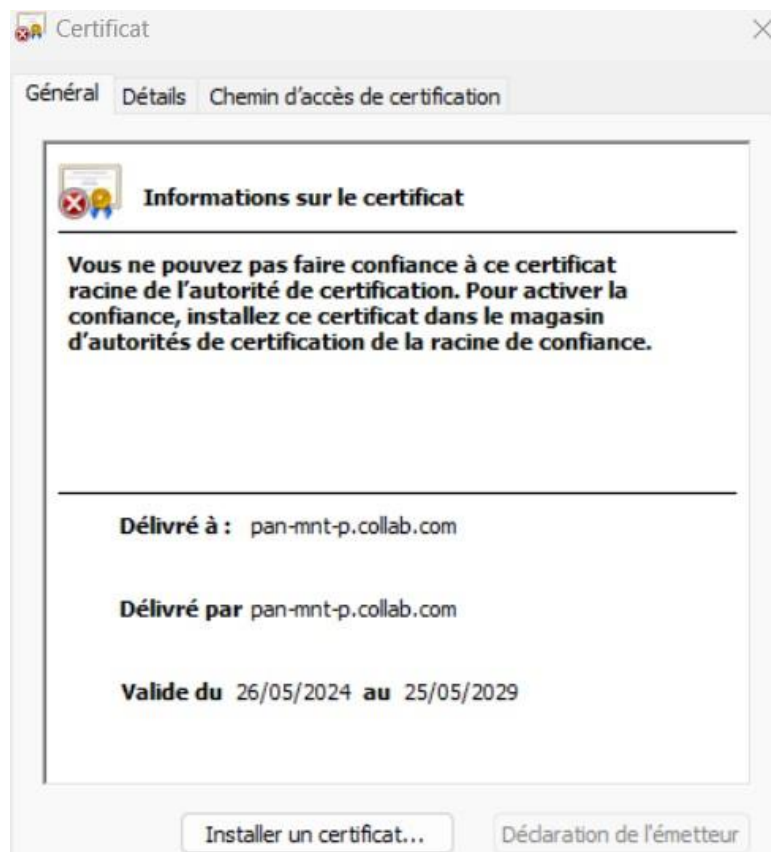 Certificat
Général Détails Chemin d'accès de certification
Informations sur le certificat
Vous ne pouvez pas faire confiance à ce certificat
racine de l'autorité de certification. Pour activer la
confiance, installez ce certificat dans le magasin
d'autorités de certification de la racine de confiance.
Délivré à : pan-mnt-p.collab.com
Délivré par pan-mnt-p.collab.com
Valide du 26/05/2024 au 25/05/2029
Installer un certificat... Déclaration de l'émetteur